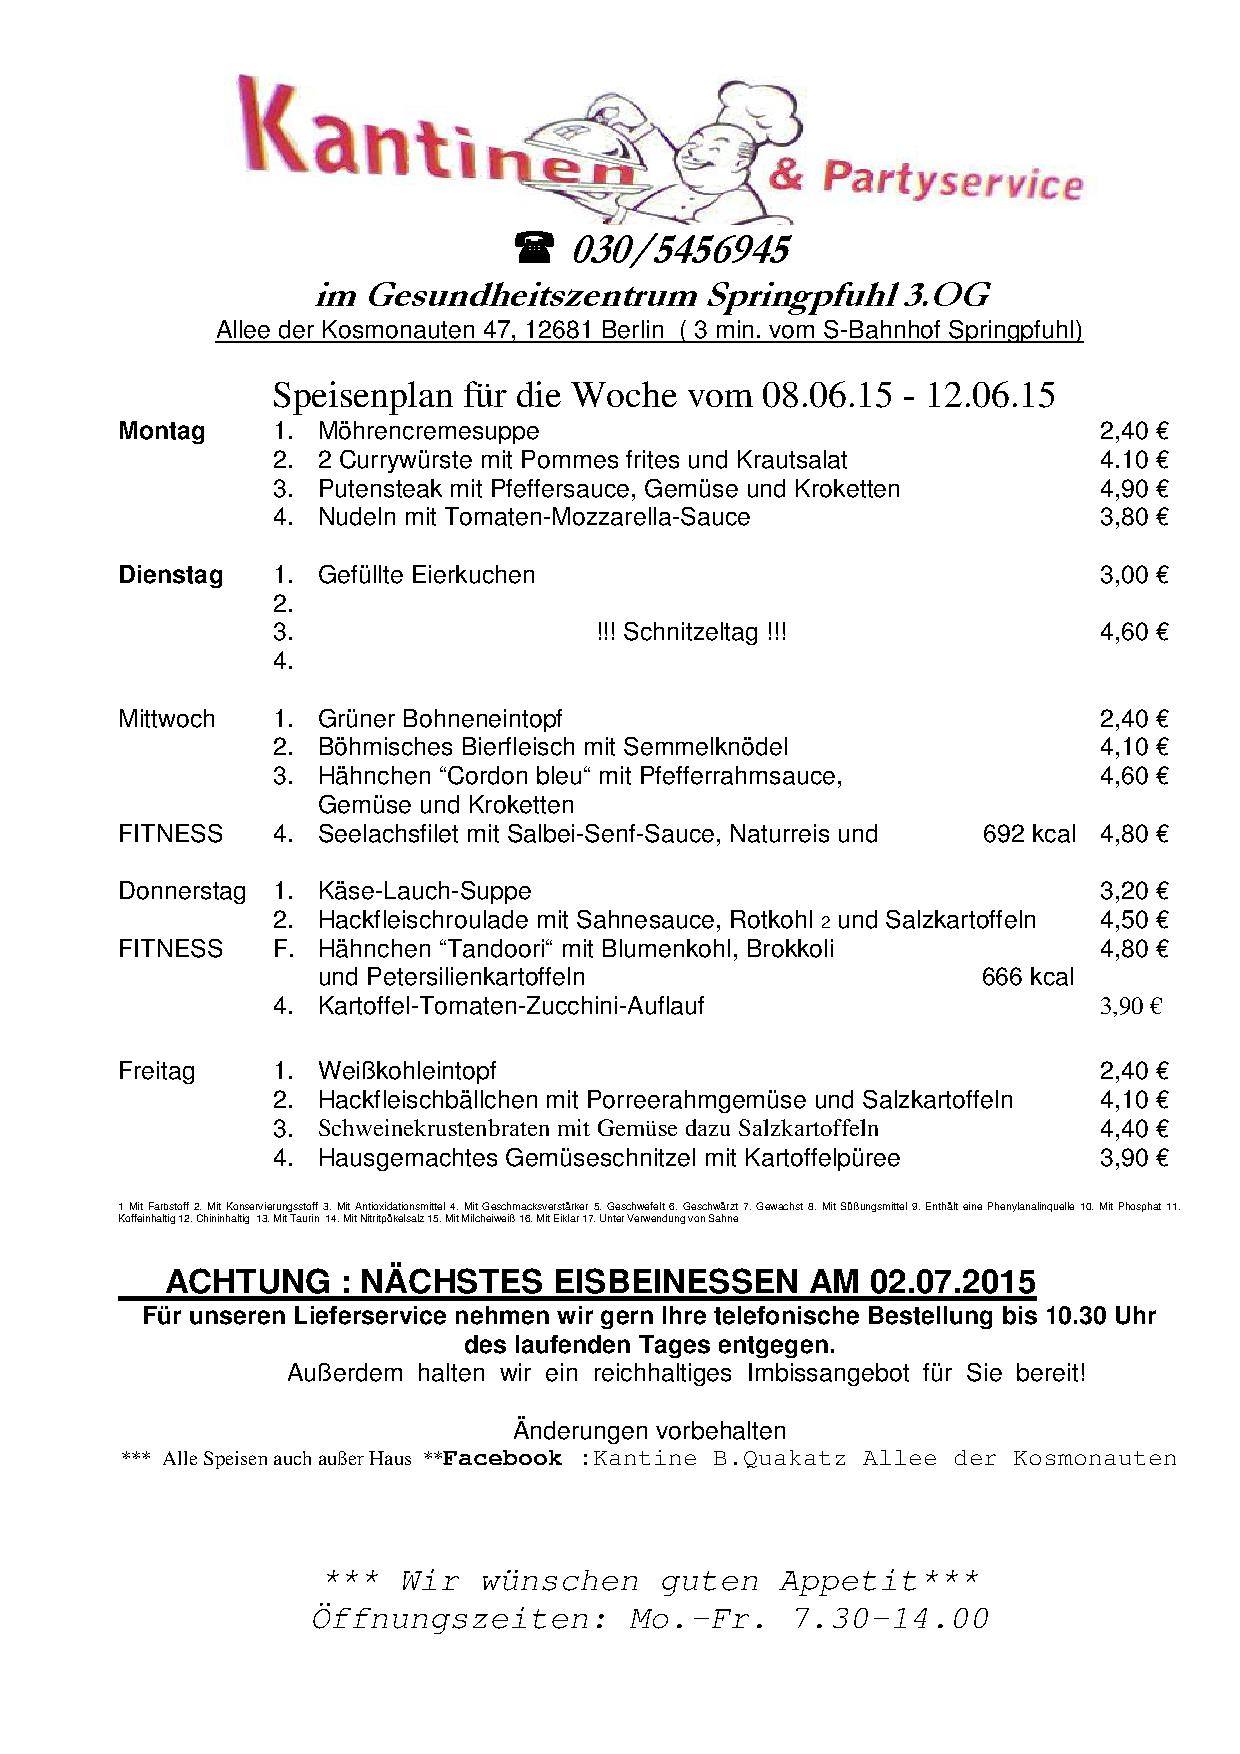 Kantinen & Partyservice
☎ 030/5456945
im Gesundheitszentrum Springpfuhl 3.OG
Allee der Kosmonauten 47, 12681 Berlin ( 3 min. vom S-Bahnhof Springpfuhl)
Speisenplan für die Woche vom 08.06.15 - 12.06.15
Montag 1. Möhrencremesuppe 2,40 €
2. 2 Currywürste mit Pommes frites und Krautsalat 4.10 €
3. Putensteak mit Pfeffersauce, Gemüse und Kroketten 4,90 €
4. Nudeln mit Tomaten-Mozzarella-Sauce 3,80 €
Dienstag 1. Gefüllte Eierkuchen 3,00 €
2.
3. !!! Schnitzeltag !!! 4,60 €
4.
Mittwoch 1. Grüner Bohneneintopf 2,40 €
2. Böhmisches Bierfleisch mit Semmelknödel 4,10 €
3. Hähnchen “Cordon bleu“ mit Pfefferrahmsauce, 4,60 €
Gemüse und Kroketten
FITNESS 4. Seelachsfilet mit Salbei-Senf-Sauce, Naturreis und 692 kcal 4,80 €
Donnerstag 1. Käse-Lauch-Suppe 3,20 €
2. Hackfleischroulade mit Sahnesauce, Rotkohl 2 und Salzkartoffeln 4,50 €
FITNESS F. Hähnchen “Tandoori“ mit Blumenkohl, Brokkoli 4,80 €
und Petersilienkartoffeln 666 kcal
4. Kartoffel-Tomaten-Zucchini-Auflauf 3,90 €
Freitag 1. Weißkohleintopf 2,40 €
2. Hackfleischbällchen mit Porreerahmgemüse und Salzkartoffeln 4,10 €
3. Schweinekrustenbraten mit Gemüse dazu Salzkartoffeln 4,40 €
4. Hausgemachtes Gemüseschnitzel mit Kartoffelpüree 3,90 €
1 Mit Farbstoff 2. Mit Konservierungsstoff 3. Mit Antioxidationsmittel 4. Mit Geschmacksverstärker 5. Geschwefelt 6. Geschwärzt 7. Gewachst 8. Mit Süßungsmittel 9. Enthält eine Phenylanalinquelle 10. Mit Phosphat 11.
Koffeinhaltig 12. Chininhaltig 13. Mit Taurin 14. Mit Nitritpökelsalz 15. Mit Milcheiweiß 16. Mit Eiklar 17. Unter Verwendung von Sahne
ACHTUNG : NÄCHSTES EISBEINESSEN AM 02.07.2015
Für unseren Lieferservice nehmen wir gern Ihre telefonische Bestellung bis 10.30 Uhr
des laufenden Tages entgegen.
Außerdem halten wir ein reichhaltiges Imbissangebot für Sie bereit!
Änderungen vorbehalten
*** Alle Speisen auch außer Haus **Facebook :Kantine B.Quakatz Allee der Kosmonauten
*** Wir wünschen guten Appetit***
Öffnungszeiten: Mo.-Fr. 7.30-14.00